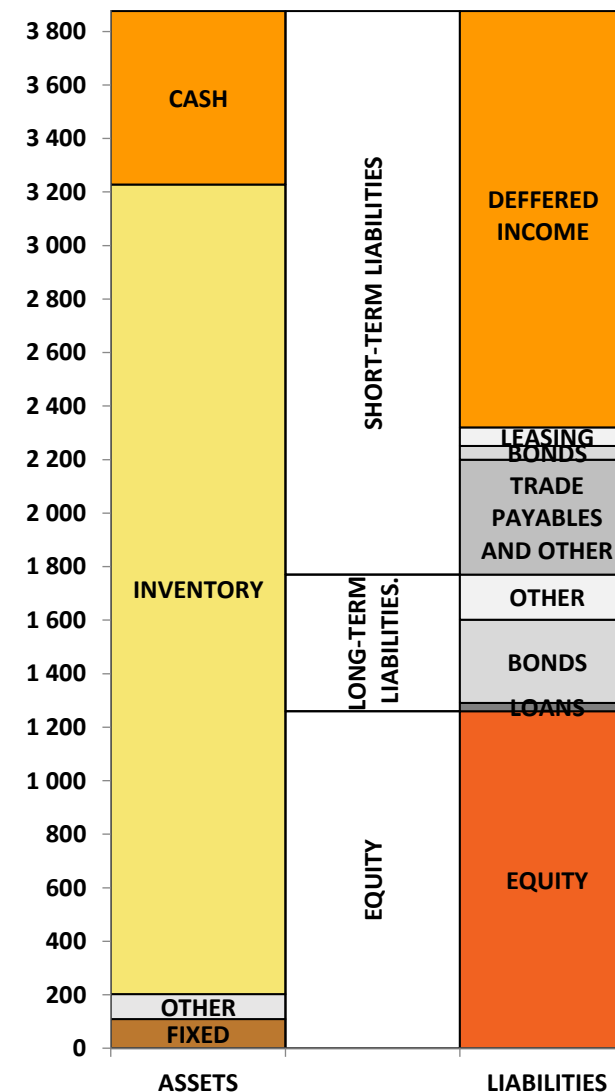 3 800
3 600
3 400
3 200
3 000
2 800
2 600
2 400
2 200
2 000
1 800
1 600
1 400
1 200
1 000
800
600
400
200
0
CASH
INVENTORY
OTHER
FIXED
ASSETS
SHORT-TERM LIABILITIES
LONG-TERM
LIABILITIES.
EQUITY
DEFFERED
INCOME
LEASING
BONDS
TRADE
PAYABLES
AND OTHER
OTHER
BONDS
LOANS
EQUITY
LIABILITIES